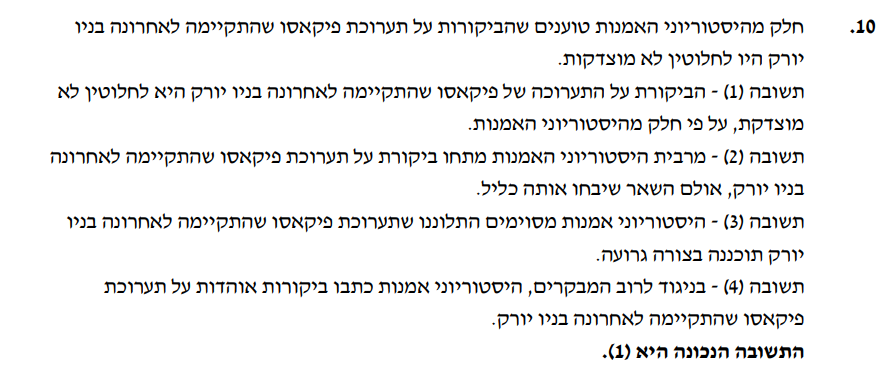 10. חלק מהיסטוריוני האמנות טוענים שהביקורות על תערוכת פיקאסו שהתקיימה לאחרונה בניו
יורק היו לחלוטין לא מוצדקות.
תשובה (1) - הביקורת על התערוכה של פיקאסו שהתקיימה לאחרונה בניו יורק היא לחלוטין לא
מוצדקת, על פי חלק מהיסטוריוני האמנות.
תשובה (2) - מרבית היסטוריוני האמנות מתחו ביקורת על תערוכת פיקאסו שהתקיימה לאחרונה
בניו יורק, אולם השאר שיבחו אותה כליל.
תשובה (3) - היסטוריוני אמנות מסוימים התלוננו שתערוכת פיקאסו שהתקיימה לאחרונה בניו
יורק תוכננה בצורה גרועה.
תשובה (4) - בניגוד לרוב המבקרים, היסטוריוני אמנות כתבו ביקורות אוהדות על תערוכת
פיקאסו שהתקיימה לאחרונה בניו יורק.
התשובה הנכונה היא (1).